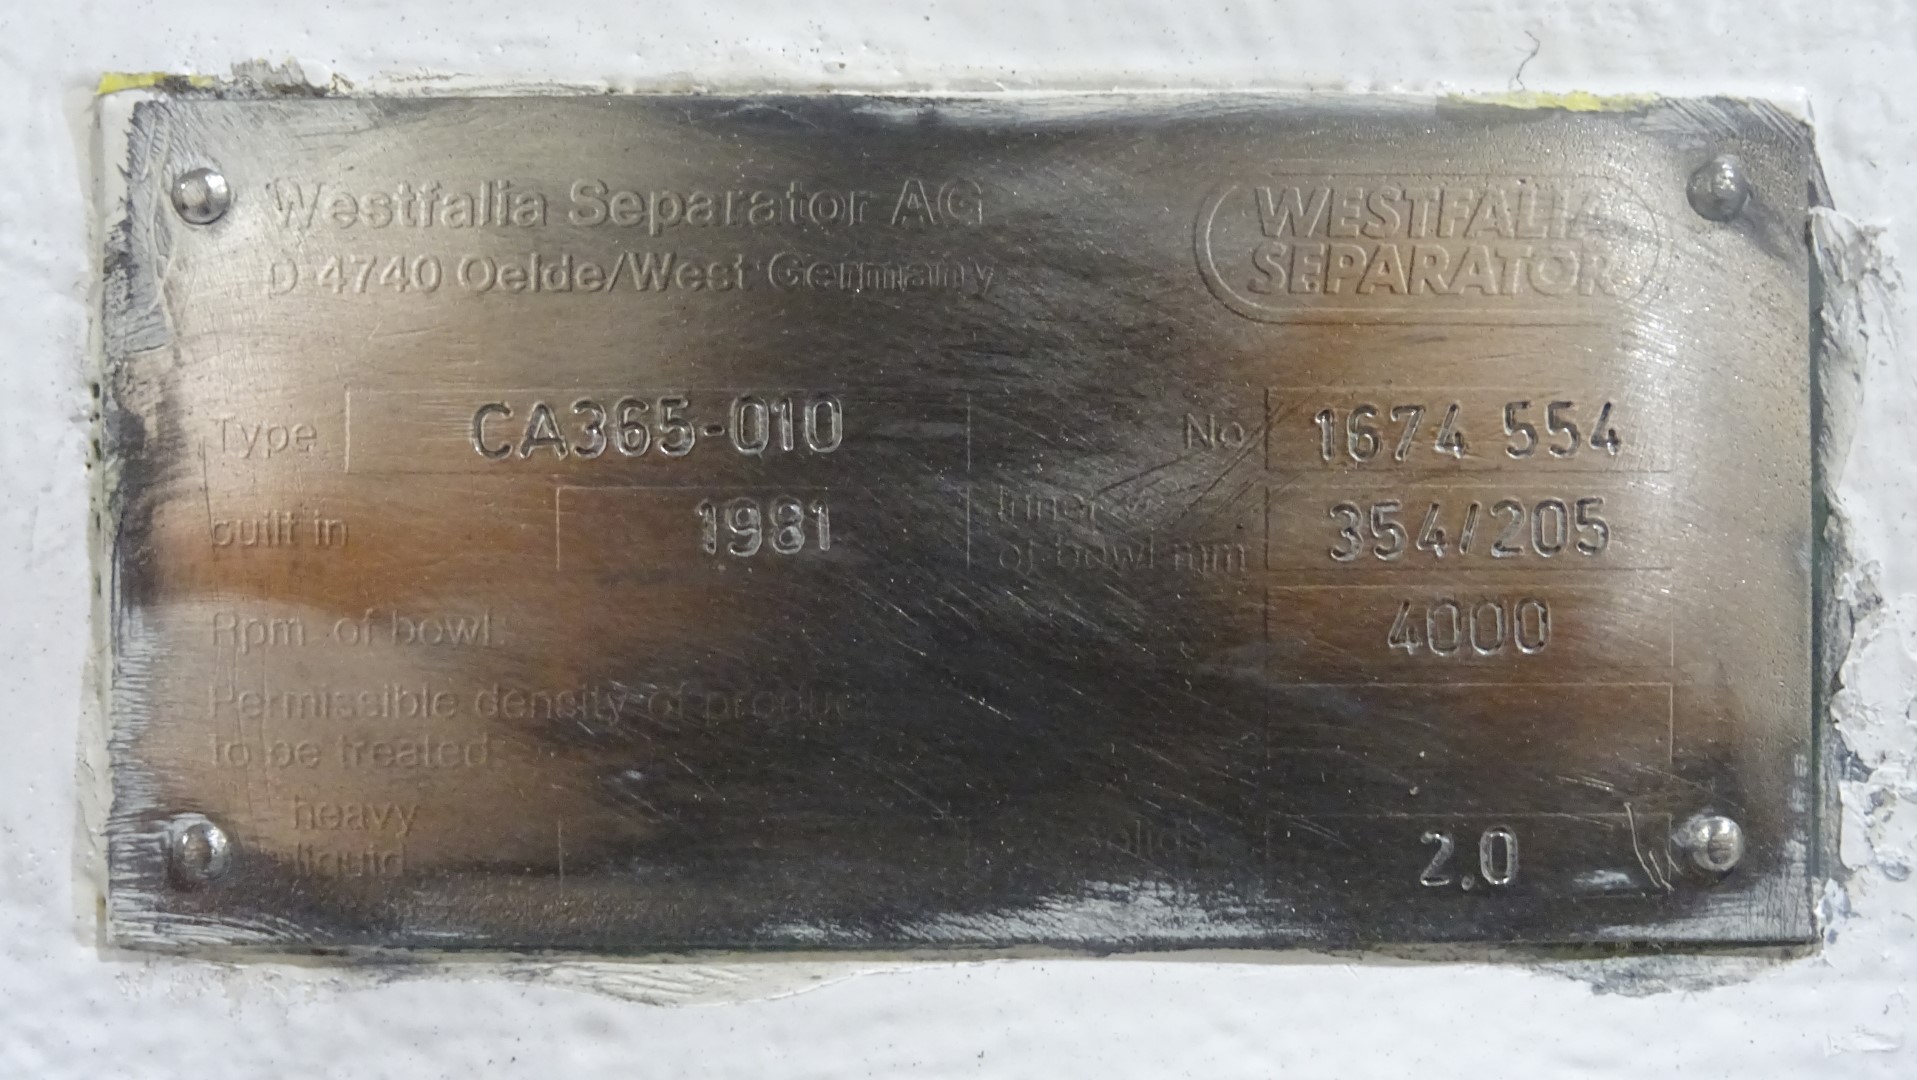 Westfalia Separator AG
D-4740 Oelde/West Germany
WESTFALIA
SEPARATOR
Type CA365-010 No 1674 554
built in 1981 Inner
of bowl mm 354/205
Rpm of bowl: 4000
Permissible density of product
to be treated:
heavy
liquid solids 2,0